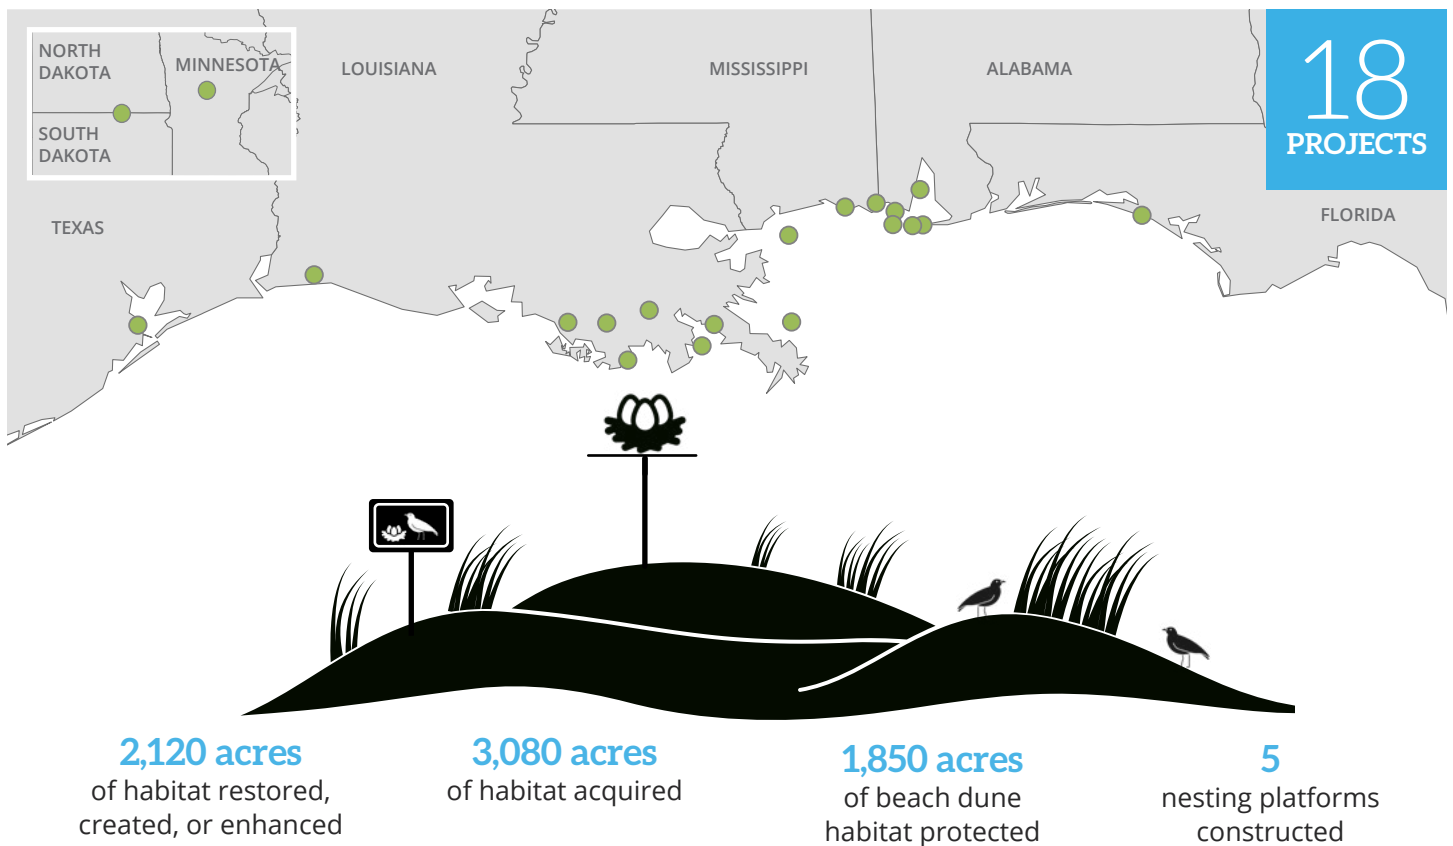 NORTH
DAKOTA
MINNESOTA
SOUTH
DAKOTA
LOUISIANA
MISSISSIPPI
ALABAMA
18
PROJECTS
TEXAS
FLORIDA
2,120 acres
of habitat restored,
created, or enhanced
3,080 acres
of habitat acquired
1,850 acres
of beach dune
habitat protected
5
nesting platforms
constructed